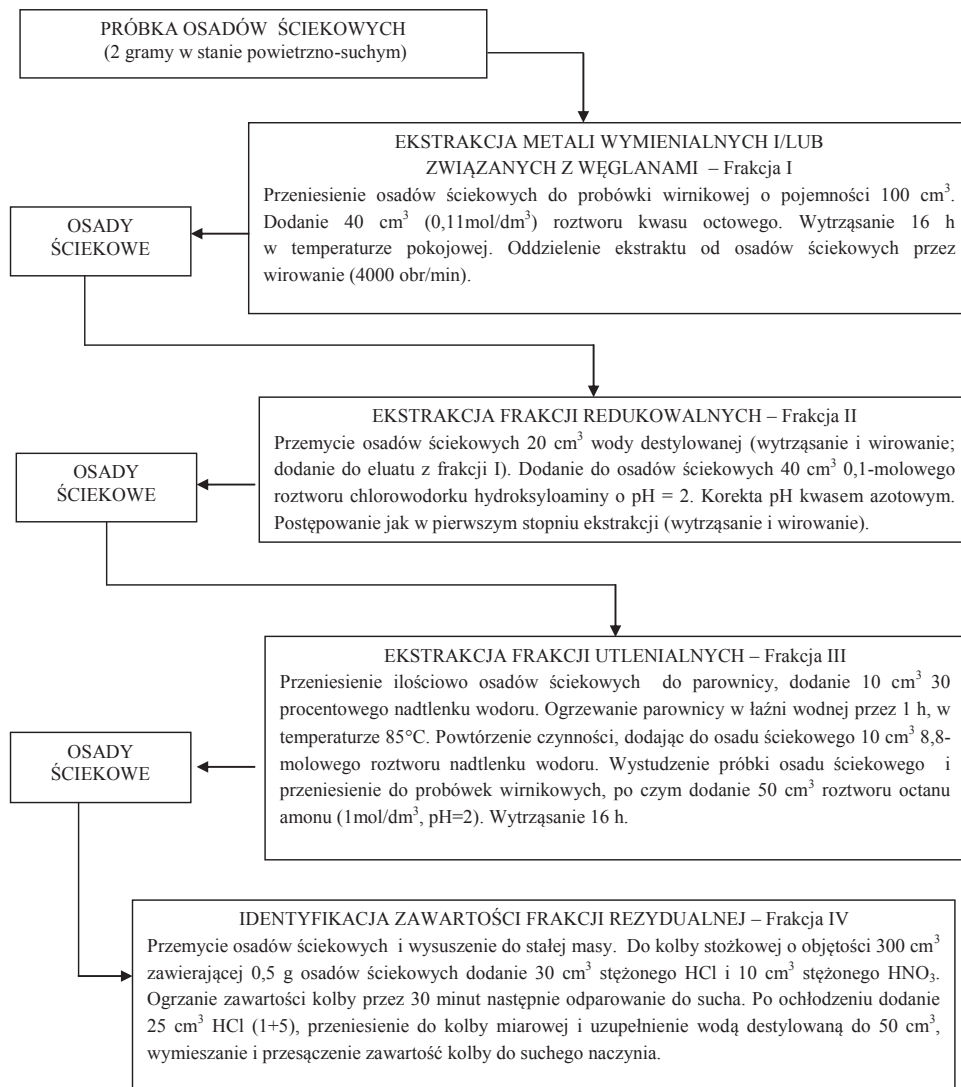 PRÓBKA OSADÓW ŚCIEKOWYCH
(2 gramy w stanie powietrzno-suchym)
EKSTRAKCJA METALI WYMIENIALNYCH I/LUB
ZWIĄZANYCH Z WĘGLANAMI – Frakcja I
Przeniesienie osadów ściekowych do probówki wirnikowej o pojemności 100 cm³.
Dodanie 40 cm³ (0,11mol/dm³) roztworu kwasu octowego. Wytrząsanie 16 h
w temperaturze pokojowej. Oddzielenie ekstraktu od osadów ściekowych przez
wirowanie (4000 obr/min).
OSADY
ŚCIEKOWE
EKSTRAKCJA FRAKCJI REDUKOWALNYCH – Frakcja II
Przemycie osadów ściekowych 20 cm³ wody destylowanej (wytrząsanie i wirowanie;
dodanie do eluatu z frakcji I). Dodanie do osadów ściekowych 40 cm³ 0,1-molowego
roztworu chlorowodorku hydroksyloaminy o pH = 2. Korekta pH kwasem azotowym.
Postępowanie jak w pierwszym stopniu ekstrakcji (wytrząsanie i wirowanie).
OSADY
ŚCIEKOWE
EKSTRAKCJA FRAKCJI UTLENIALNYCH – Frakcja III
Przeniesienie ilościowo osadów ściekowych do parownicy, dodanie 10 cm³ 30
procentowego nadtlenku wodoru. Ogrzewanie parownicy w łaźni wodnej przez 1 h, w
temperaturze 85°C. Powtórzenie czynności, dodając do osadu ściekowego 10 cm³ 8,8-
molowego roztworu nadtlenku wodoru. Wystudzenie próbki osadu ściekowego i
przeniesienie do probówek wirnikowych, po czym dodanie 50 cm³ roztworu octanu
amonu (1mol/dm³, pH=2). Wytrząsanie 16 h.
OSADY
ŚCIEKOWE
IDENTYFIKACJA ZAWARTOŚCI FRAKCJI REZYDUALNEJ – Frakcja IV
Przemycie osadów ściekowych i wysuszenie do stałej masy. Do kolby stożkowej o objętości 300 cm³
zawierającej 0,5 g osadów ściekowych dodanie 30 cm³ stężonego HCl i 10 cm³ stężonego HNO₃.
Ogrzanie zawartości kolby przez 30 minut następnie odparowanie do sucha. Po ochłodzeniu dodanie
25 cm³ HCl (1+5), przeniesienie do kolby miarowej i uzupełnienie wodą destylowaną do 50 cm³,
wymieszanie i przesączenie zawartość kolby do suchego naczynia.